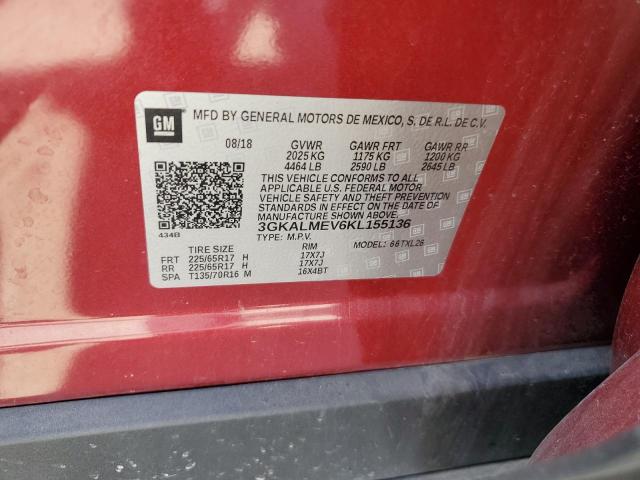 GM
MFD BY GENERAL MOTORS DE MEXICO, S. DE R.L. DE C.V.
08/18 GVWR GAWR FRT GAWR RR
2025 KG 1175 KG 1200 KG
4464 LB 2590 LB 2645 LB
THIS VEHICLE CONFORMS TO ALL
APPLICABLE U.S. FEDERAL MOTOR
VEHICLE SAFETY AND THEFT PREVENTION
STANDARDS IN EFFECT ON THE DATE OF
MANUFACTURE SHOWN ABOVE.
434B
3GKALMEV6KL155136
TYPE: M.P.V. MODEL: 66TXL26
TIRE SIZE RIM
FRT 225/65R17 H 17X7J
RR 225/65R17 H 17X7J
SPA T135/70R16 M 16X4BT